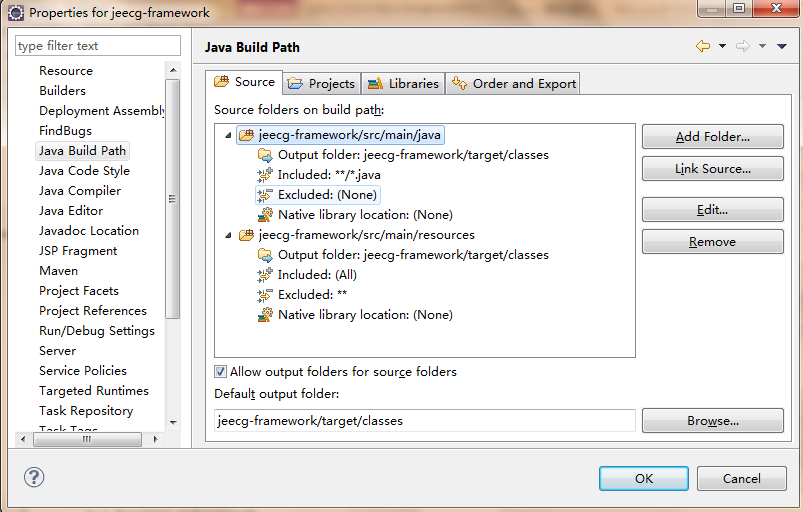 Properties for jeecg-framework
type filter text
Resource
Builders
Deployment Assembly
FindBugs
Java Build Path
Java Code Style
Java Compiler
Java Editor
Javadoc Location
JSP Fragment
Maven
Project Facets
Project References
Run/Debug Settings
Server
Service Policies
Targeted Runtimes
Task Repository
Task Tags
Java Build Path
Source
Projects
Libraries
Order and Export
Source folders on build path:
jeecg-framework/src/main/java
Output folder: jeecg-framework/target/classes
Included: **/*.java
Excluded: (None)
Native library location: (None)
jeecg-framework/src/main/resources
Output folder: jeecg-framework/target/classes
Included: (All)
Excluded: **
Native library location: (None)
Add Folder...
Link Source...
Edit...
Remove
Allow output folders for source folders
Default output folder:
jeecg-framework/target/classes
Browse...
OK
Cancel